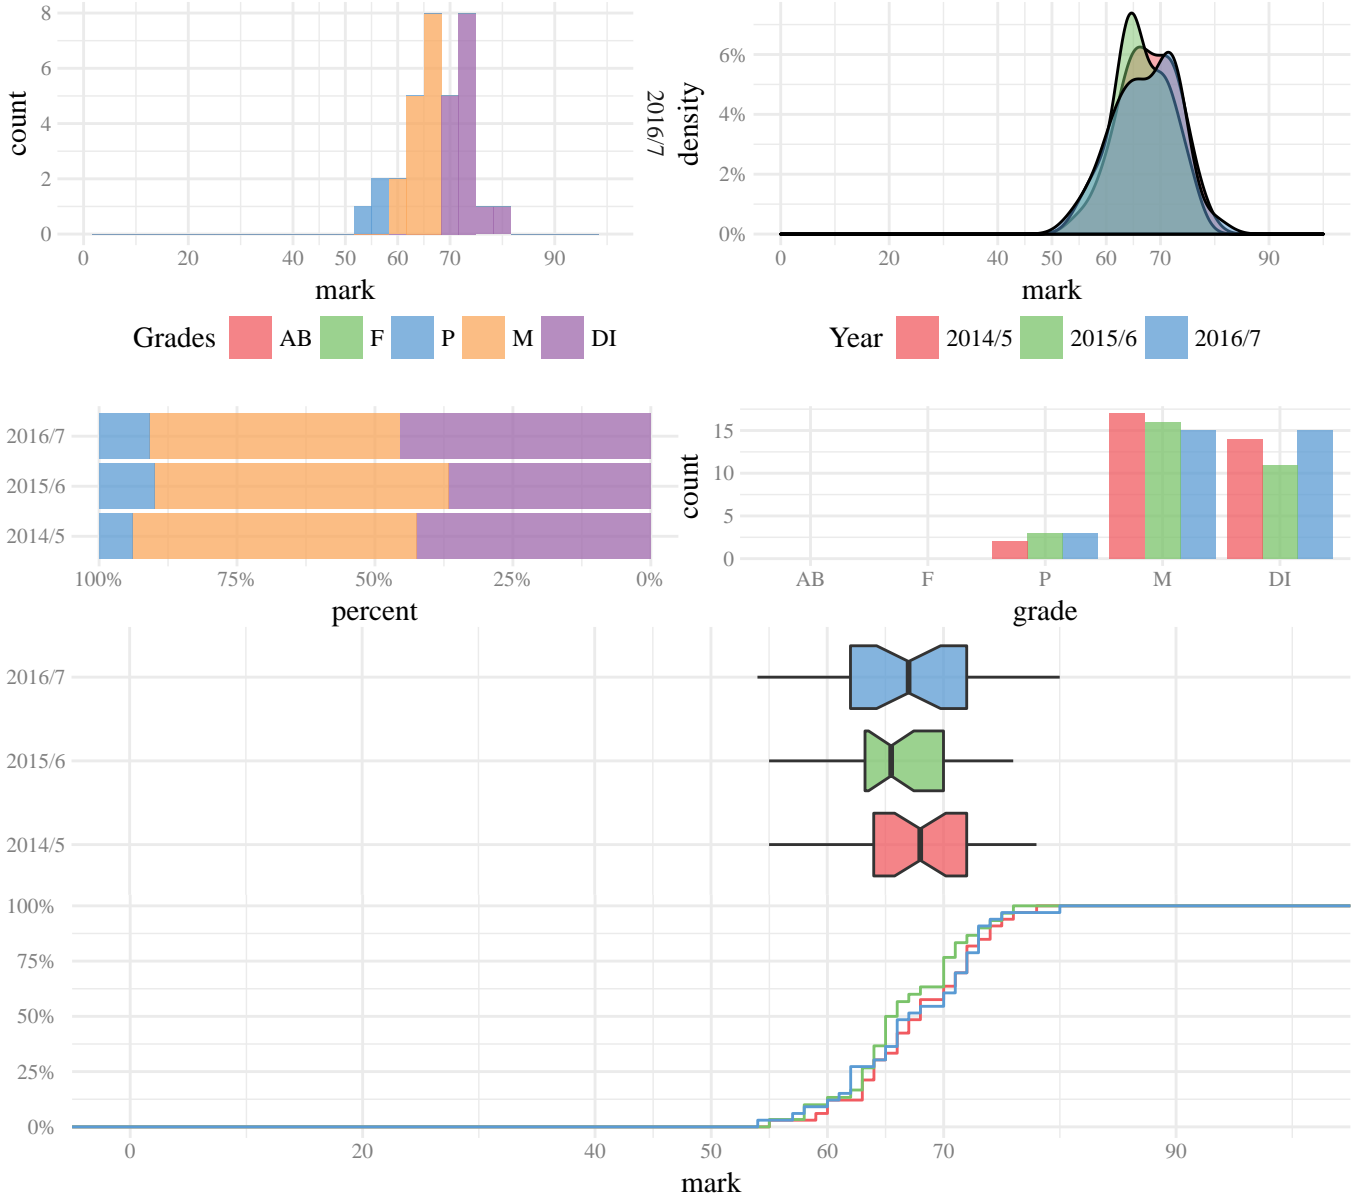 8
6
4
2
0
count
0 20 40 50 60 70 90
mark
2016/7
Grades AB F P M DI
6%
4%
2%
0%
density
0 20 40 50 60 70 90
mark
Year 2014/5 2015/6 2016/7
2016/7
2015/6
2014/5
100% 75% 50% 25% 0%
percent
15
10
5
0
count
AB F P M DI
grade
2016/7
2015/6
2014/5
100%
75%
50%
25%
0%
0 20 40 50 60 70 90
mark